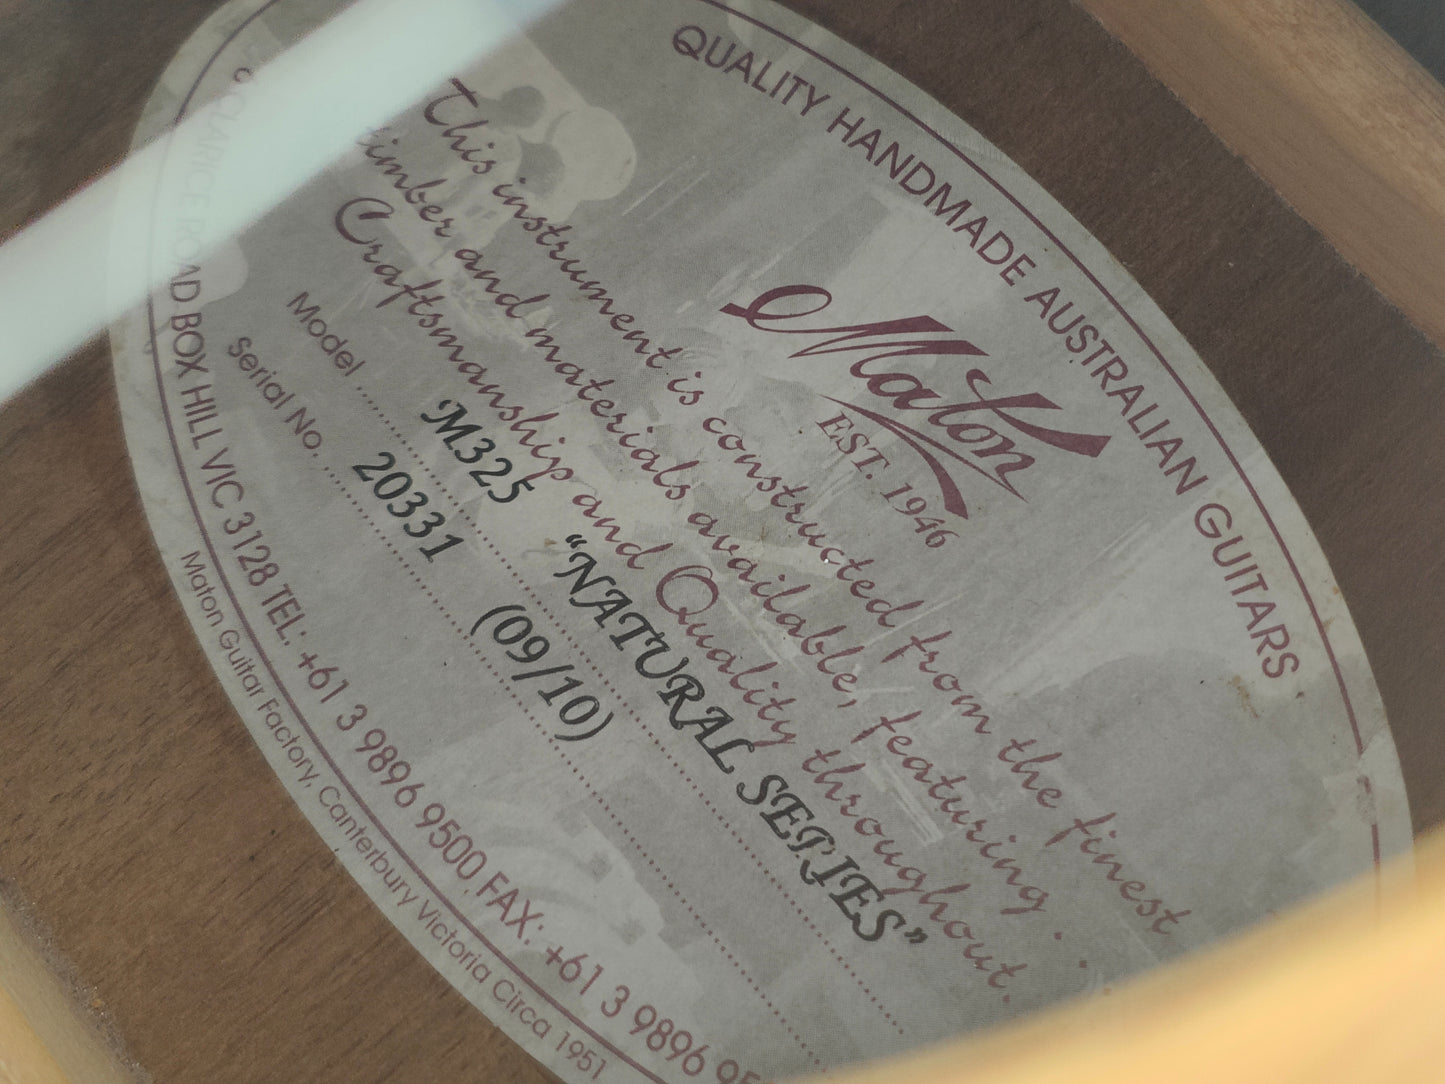 QUALITY HANDMADE AUSTRALIAN GUITARS
Maton
EST. 1946
This instrument is constructed from the finest
timber and materials available, featuring
Craftsmanship and Quality throughout.
Model ............ M325 "NATURAL SERIES"
Serial No. ... 20331 (09/10)
CLARICE ROAD BOX HILL VIC 3128 TEL: +61 3 9896 9500 FAX: +61 3 9896
Maton Guitar Factory, Canterbury Victoria Circa 1951